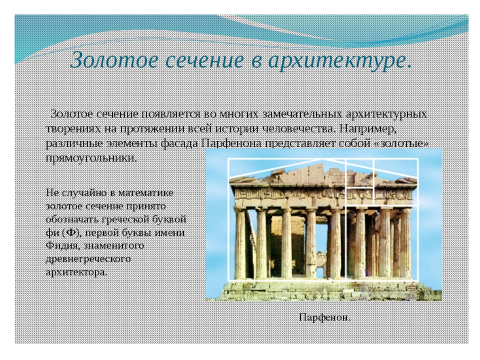 Золотое сечение в архитектуре.
Золотое сечение появляется во многих замечательных архитектурных
творениях на протяжении всей истории человечества. Например,
различные элементы фасада Парфенона представляет собой «золотые»
прямоугольники.
Не случайно в математике
золотое сечение принято
обозначать греческой буквой
фи (Ф), первой буквы имени
Фидия, знаменитого
древнегреческого
архитектора.
Парфенон.